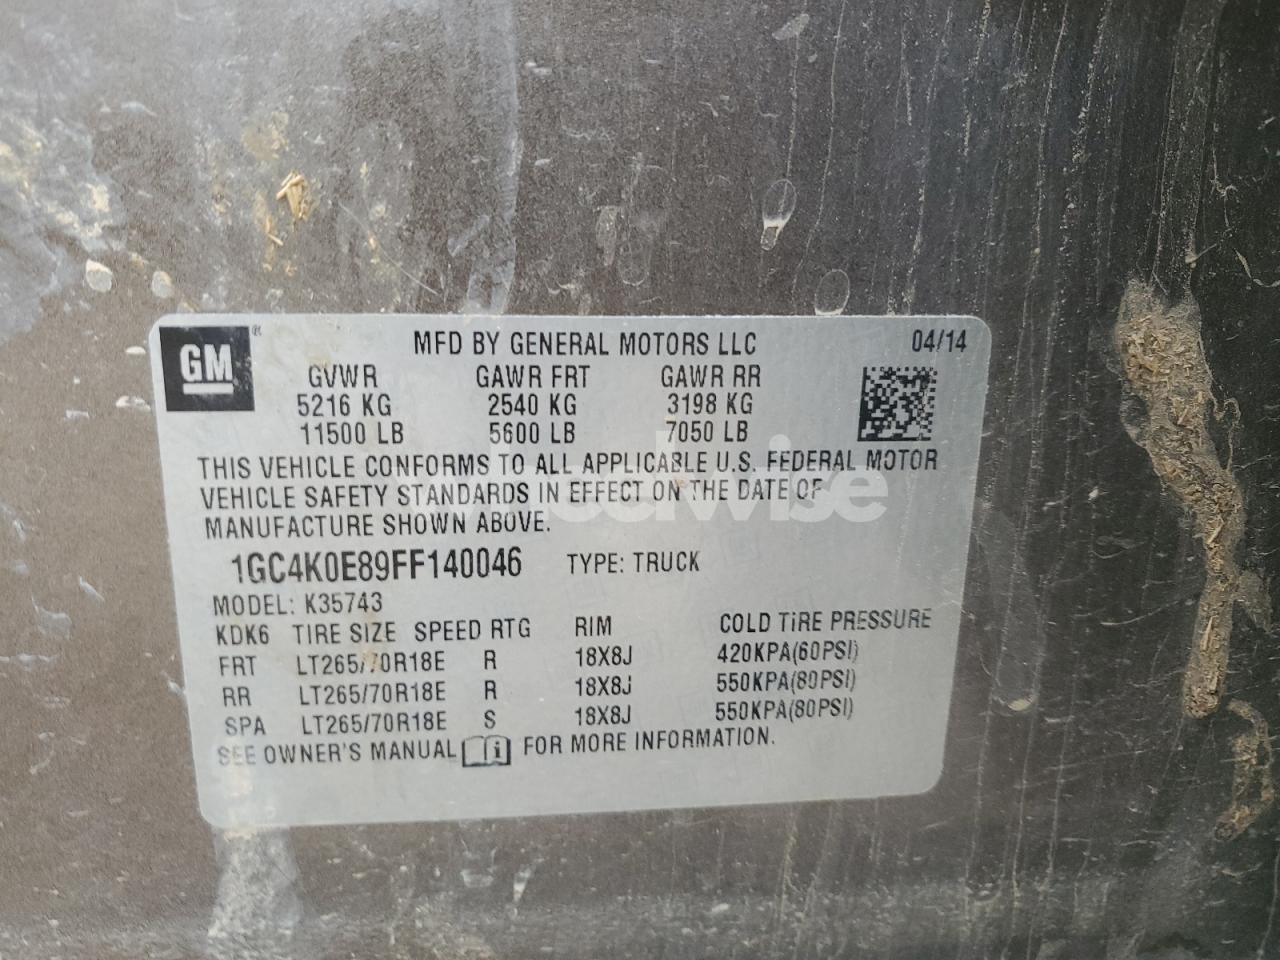 GM ®
MFD BY GENERAL MOTORS LLC 04/14
GVWR GAWR FRT GAWR RR
5216 KG 2540 KG 3198 KG
11500 LB 5600 LB 7050 LB
THIS VEHICLE CONFORMS TO ALL APPLICABLE U.S. FEDERAL MOTOR
VEHICLE SAFETY STANDARDS IN EFFECT ON THE DATE OF
MANUFACTURE SHOWN ABOVE.
wheelwise
1GC4K0E89FF140046 TYPE: TRUCK
MODEL: K35743
KDK6 TIRE SIZE SPEED RTG RIM COLD TIRE PRESSURE
FRT LT265/70R18E R 18X8J 420KPA(60PSI)
RR LT265/70R18E R 18X8J 550KPA(80PSI)
SPA LT265/70R18E S 18X8J 550KPA(80PSI)
SEE OWNER'S MANUAL i FOR MORE INFORMATION.